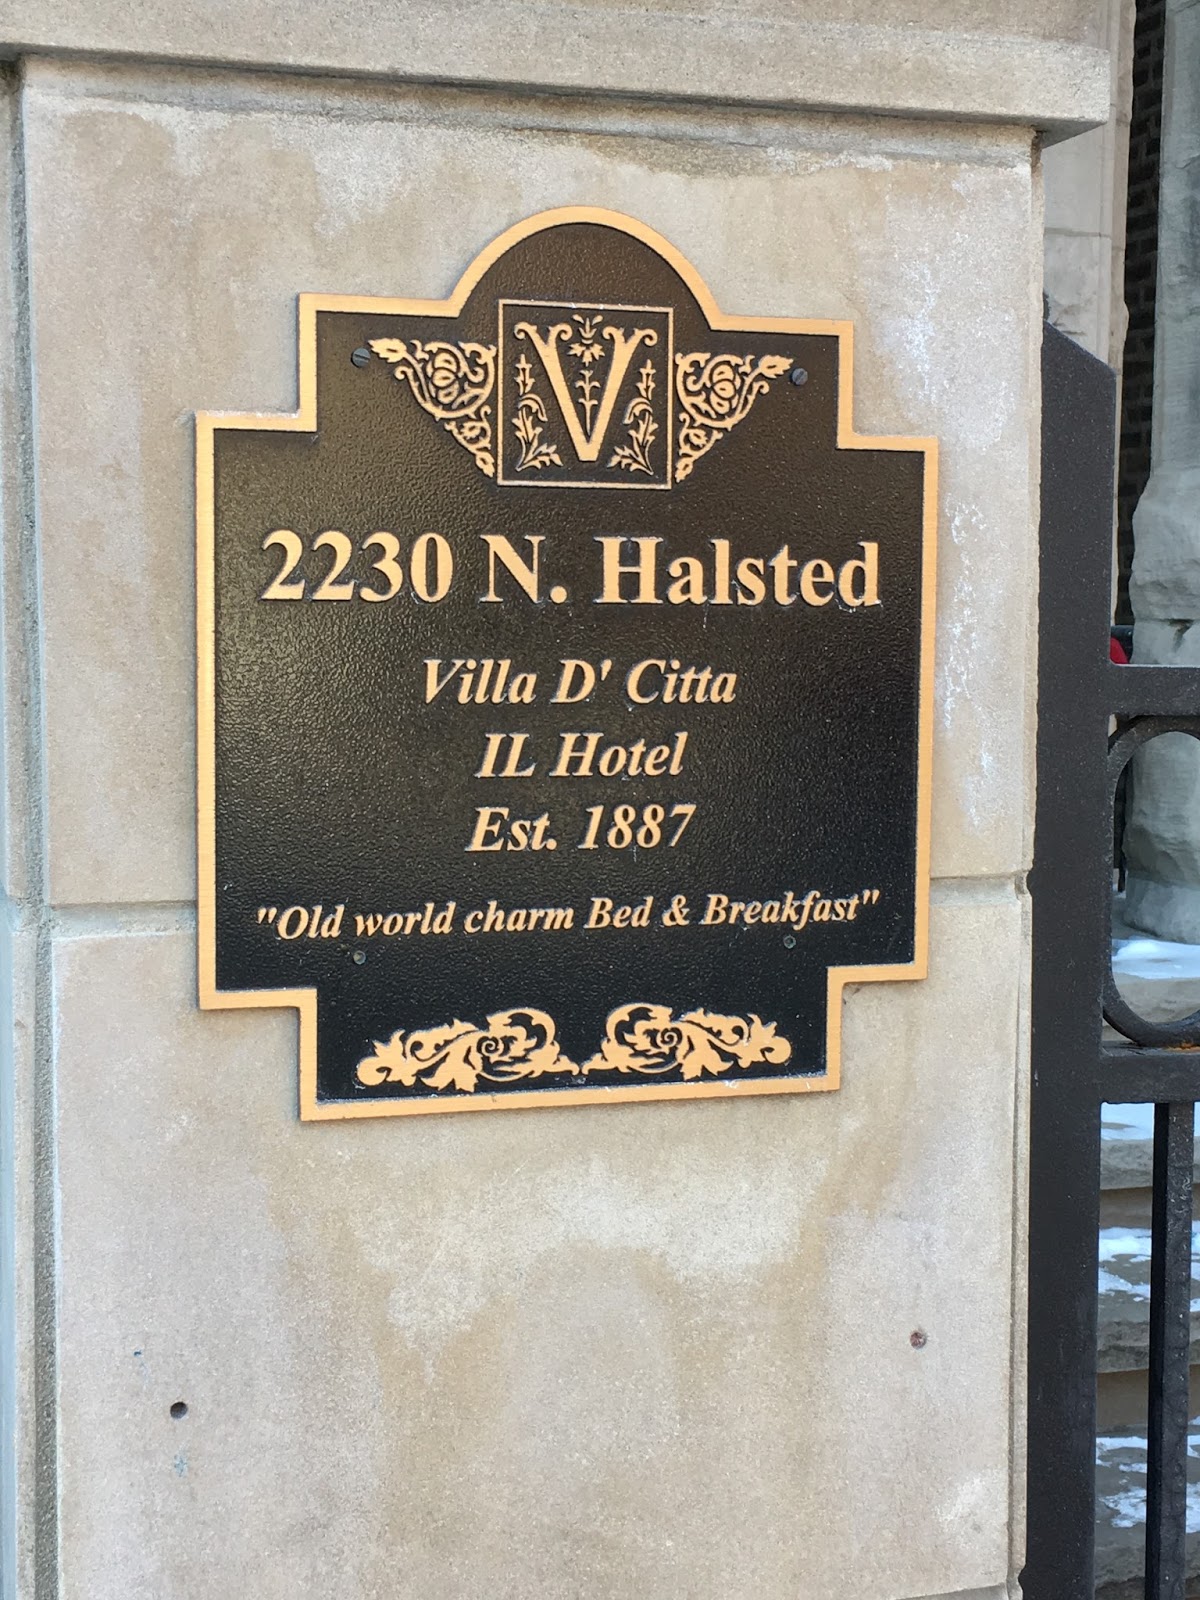 V
2230 N. Halsted
Villa D' Citta
IL Hotel
Est. 1887
"Old world charm Bed & Breakfast"